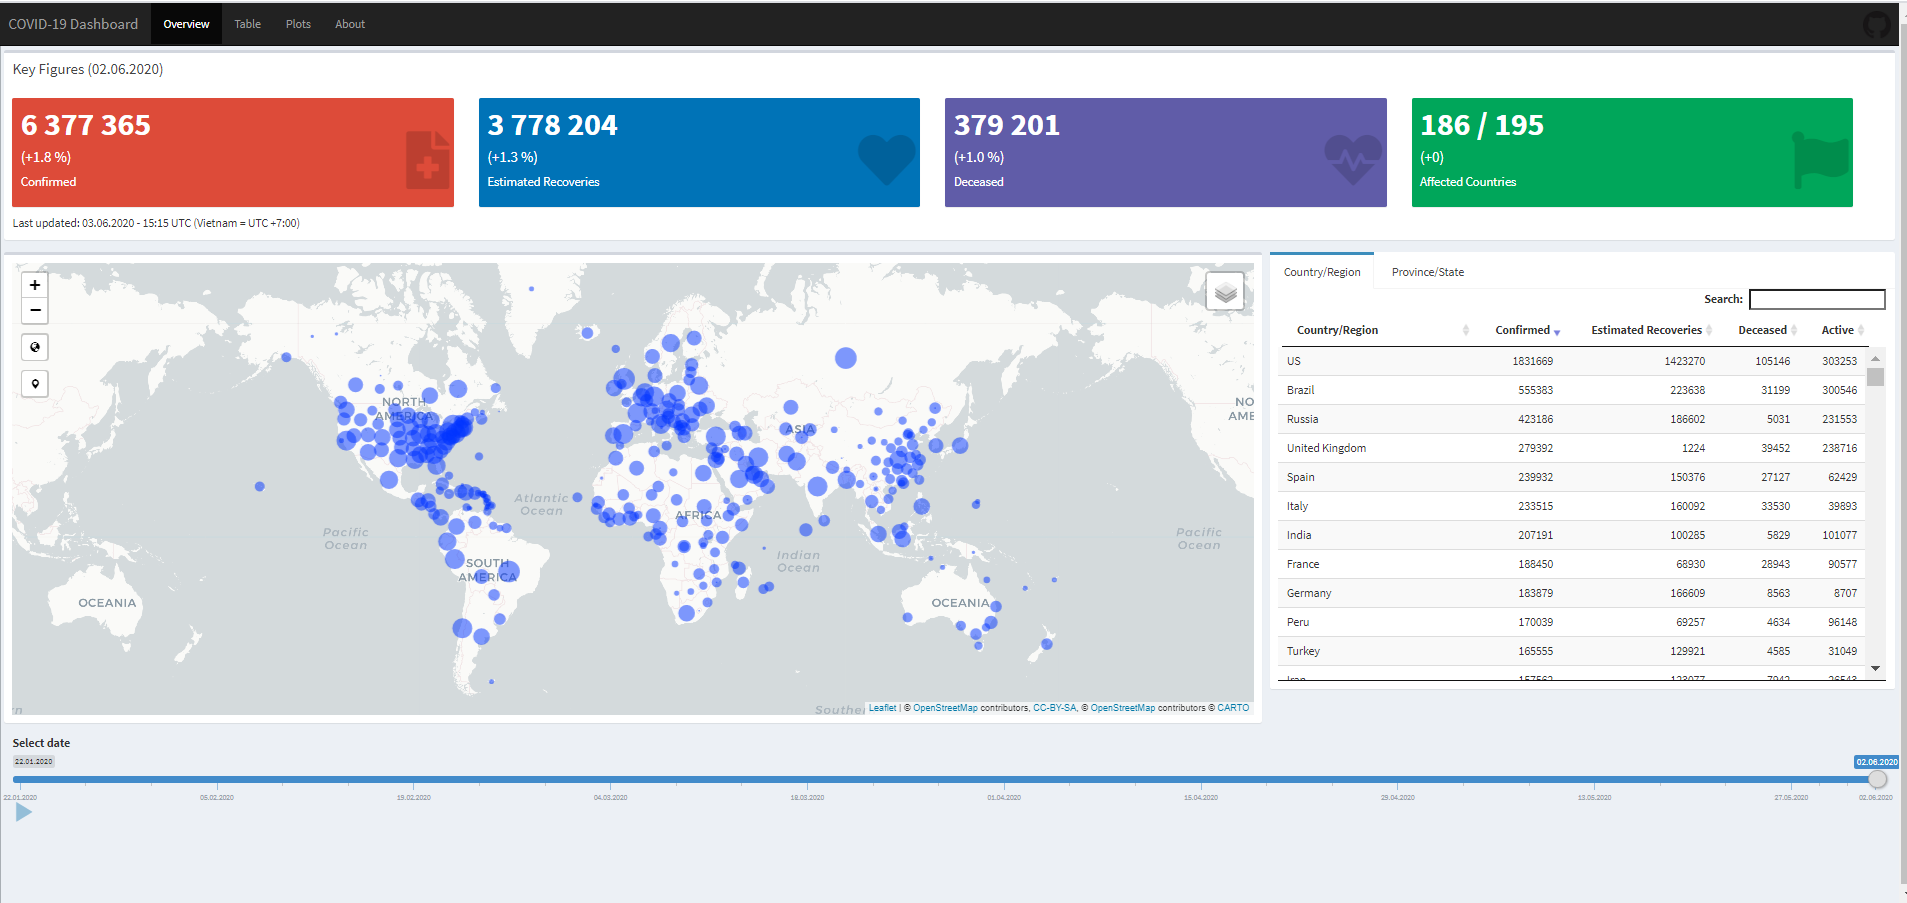 COVID-19 Dashboard Overview Table Plots About
Key Figures (02.06.2020)
6 377 365
(+1.8 %)
Confirmed
3 778 204
(+1.3 %)
Estimated Recoveries
379 201
(+1.0 %)
Deceased
186 / 195
(+0)
Affected Countries
Last updated: 03.06.2020 - 15:15 UTC (Vietnam = UTC +7:00)
+
−
NORTH
AMERICA
Atlantic
Ocean
Pacific
Ocean
SOUTH
AMERICA
AFRICA
ASIA
Indian
Ocean
OCEANIA
OCEANIA
Pacific
Ocean
NO
AME
Southe
rn
Leaflet | © OpenStreetMap contributors, CC-BY-SA, © OpenStreetMap contributors © CARTO
Country/Region Province/State
Search:
Country/Region Confirmed Estimated Recoveries Deceased Active
US 1831669 1423270 105146 303253
Brazil 555383 223638 31199 300546
Russia 423186 186602 5031 231553
United Kingdom 279392 1224 39452 238716
Spain 239932 150376 27127 62429
Italy 233515 160092 33530 39893
India 207191 100285 5829 101077
France 188450 68930 28943 90577
Germany 183879 166609 8563 8707
Peru 170039 69257 4634 96148
Turkey 165555 129921 4585 31049
Iran 157562 123077 7942 26543
Select date
22.01.2020 02.06.2020
22.01.2020 05.02.2020 19.02.2020 04.03.2020 18.03.2020 01.04.2020 15.04.2020 29.04.2020 13.05.2020 27.05.2020 02.06.2020